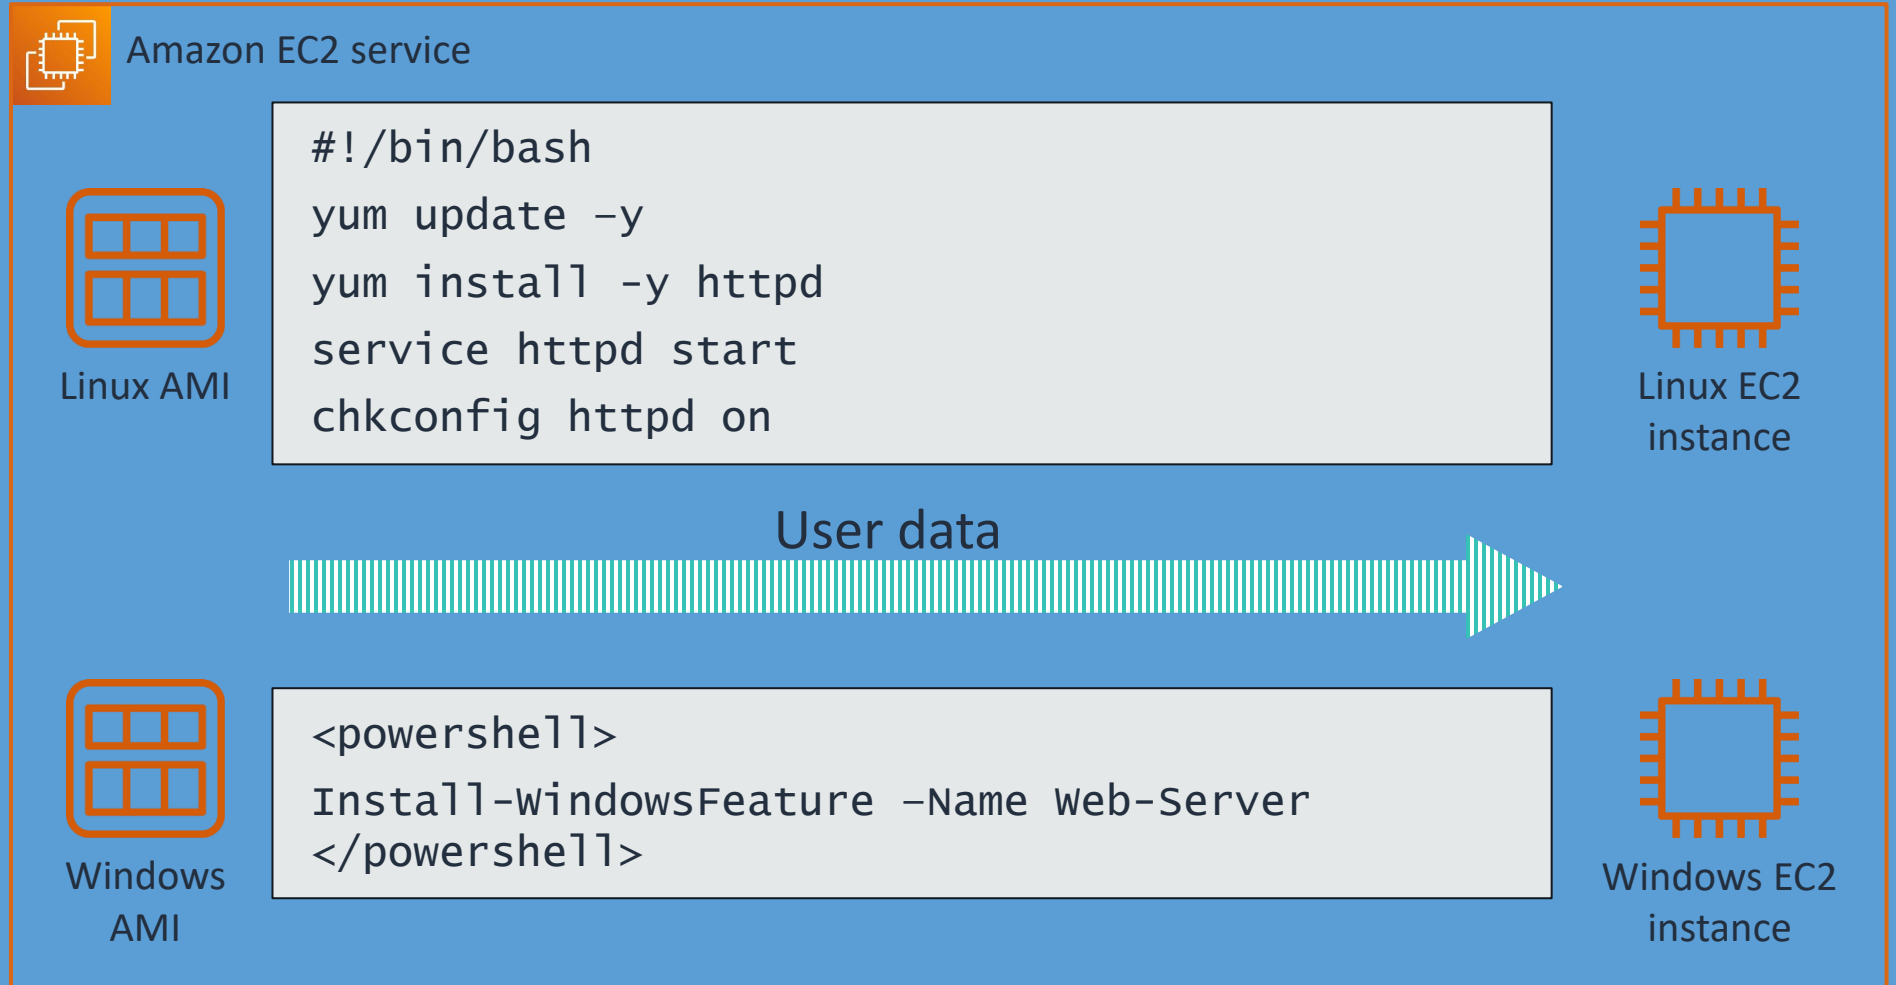 Amazon EC2 service
#!/bin/bash
yum update –y
yum install -y httpd
service httpd start
chkconfig httpd on
Linux AMI
Linux EC2
instance
User data
<powershell>
Install-WindowsFeature –Name Web-Server
</powershell>
Windows
AMI
Windows EC2
instance